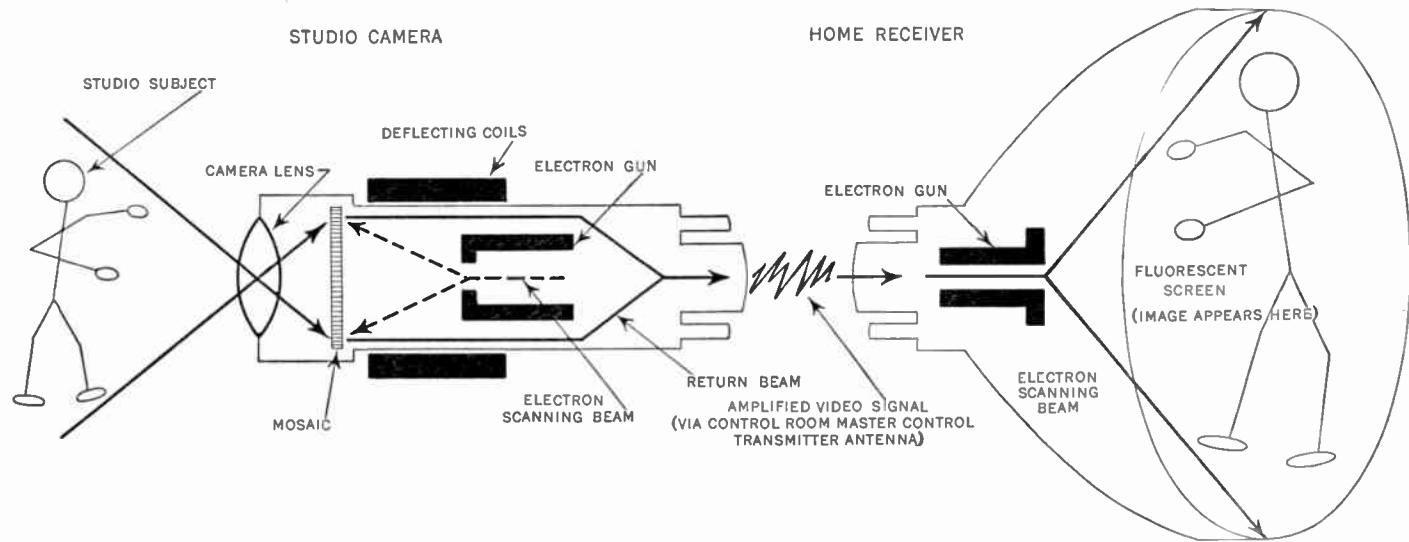 STUDIO CAMERA
HOME RECEIVER
STUDIO SUBJECT
DEFLECTING COILS
CAMERA LENS
ELECTRON GUN
ELECTRON GUN
FLUORESCENT
SCREEN
(IMAGE APPEARS HERE)
MOSAIC
ELECTRON
SCANNING BEAM
RETURN BEAM
AMPLIFIED VIDEO SIGNAL
(VIA CONTROL ROOM MASTER CONTROL
TRANSMITTER ANTENNA)
ELECTRON
SCANNING
BEAM